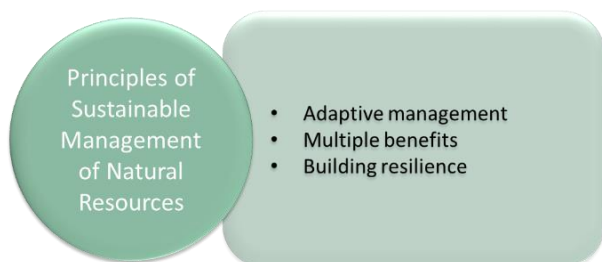 Principles of
Sustainable
Management
of Natural
Resources
• Adaptive management
• Multiple benefits
• Building resilience